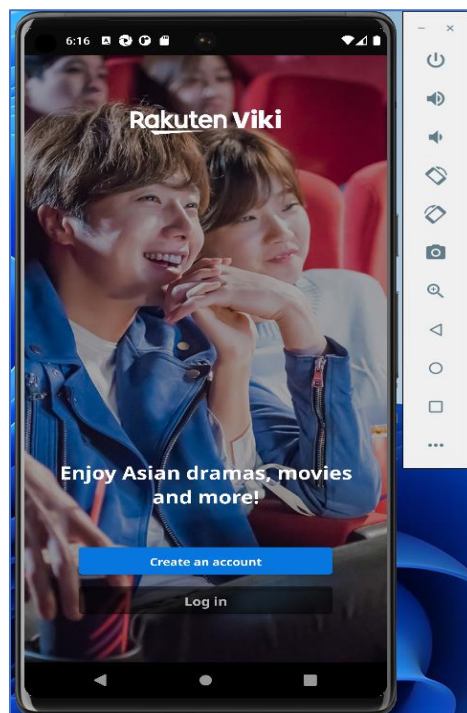 6:16
Rakuten Viki
Enjoy Asian dramas, movies
and more!
Create an account
Log in